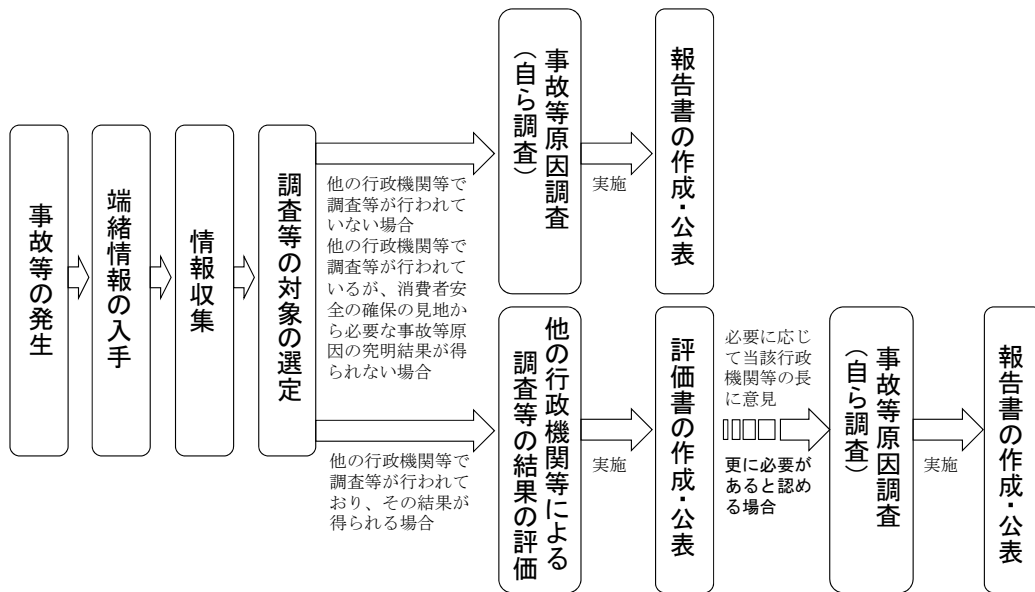 事故等の発生
端緒情報の入手
情報収集
調査等の対象の選定
他の行政機関等で
調査等が行われて
いない場合
他の行政機関等で
調査等が行われて
いるが、消費者安
全の確保の見地か
ら必要な事故等原
因の究明結果が得
られない場合
事故等原因調査
（自ら調査）
実施
報告書の作成・公表
他の行政機関等で
調査等が行われて
おり、その結果が
得られる場合
他の行政機関等による
調査等の結果の評価
実施
評価書の作成・公表
必要に応じ
て当該行政
機関等の長
に意見
更に必要が
あると認め
る場合
事故等原因調査
（自ら調査）
実施
報告書の作成・公表